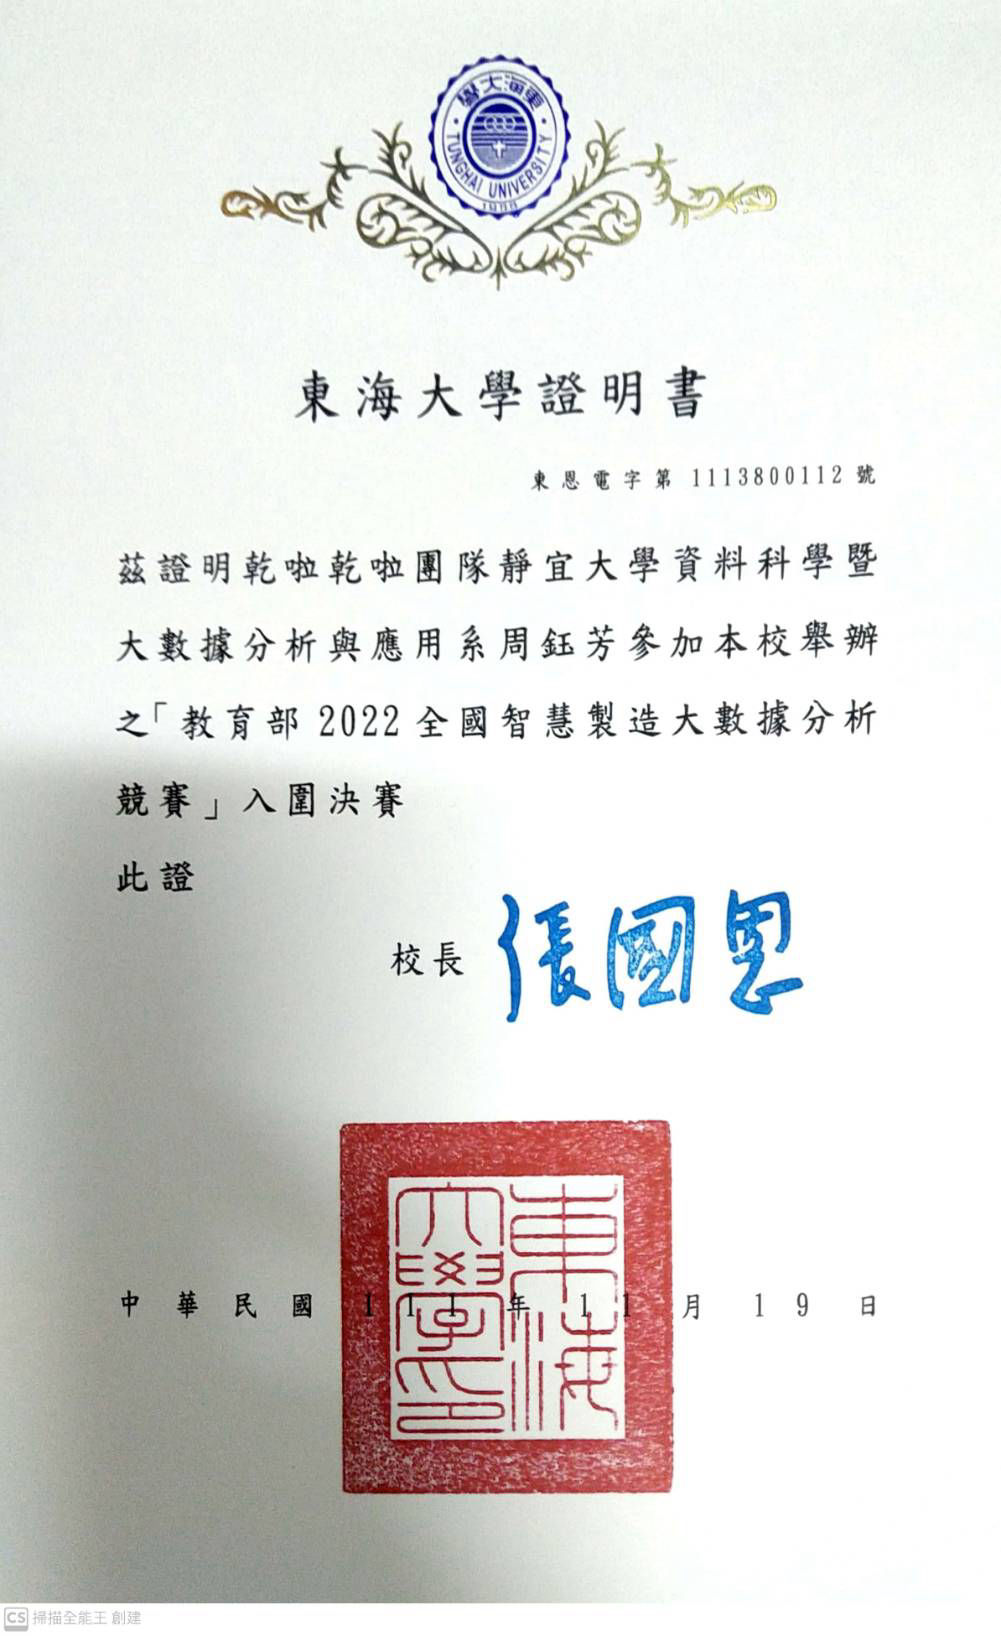 東海大學
TUNGHAI UNIVERSITY
1955
東海大學證明書
東恩電字第 1113800112 號
茲證明乾啦乾啦團隊靜宜大學資料科學暨
大數據分析與應用系周鈺芳參加本校舉辦
之「教育部 2022 全國智慧製造大數據分析
競賽」入圍決賽
此證
校長 張國恩
中華民國 111 年 11 月 19 日
東海大學印
CS 掃描全能王 創建